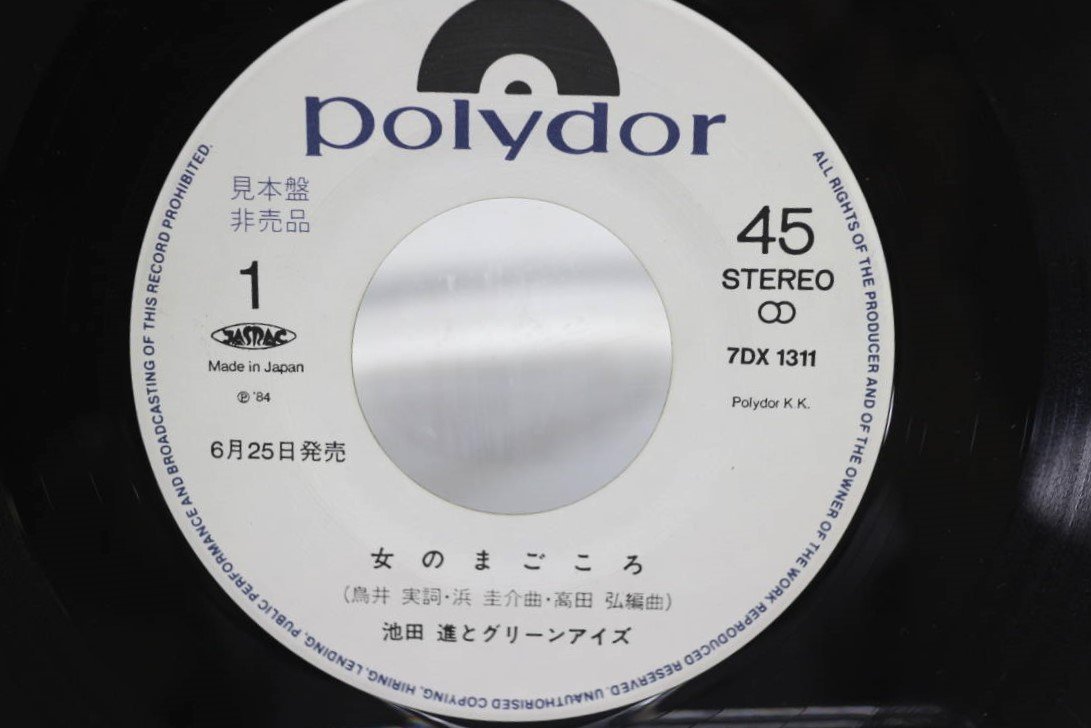 polydor
見本盤
非売品
1
JASRAC
Made in Japan
Ⓟ '84
6月25日発売
45
STEREO
7DX 1311
Polydor K.K.
女のまごころ
(鳥井 実詞・浜 圭介曲・高田 弘編曲)
池田 進とグリーンアイズ
ALL RIGHTS OF THE PRODUCER AND OF THE OWNER OF THE WORK REPRODUCED RESERVED. UNAUTHORISED COPYING, HIRING, LENDING, PUBLIC PERFORMANCE AND BROADCASTING OF THIS RECORD PROHIBITED.